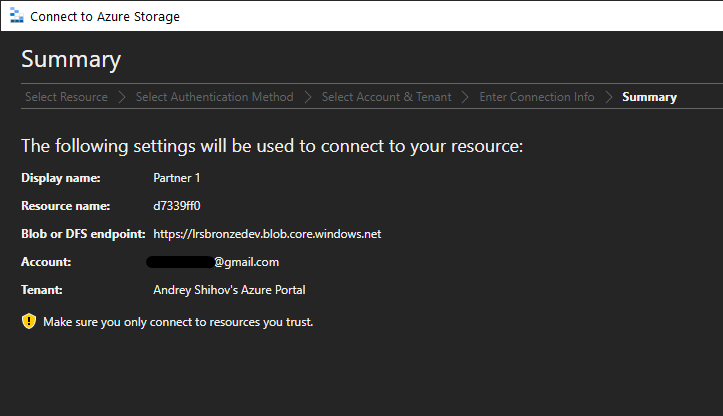 Connect to Azure Storage
Summary
Select Resource > Select Authentication Method > Select Account & Tenant > Enter Connection Info > Summary
The following settings will be used to connect to your resource:
Display name: Partner 1
Resource name: d7339ff0
Blob or DFS endpoint: https://lrsbronzedev.blob.core.windows.net
Account: @gmail.com
Tenant: Andrey Shihov's Azure Portal
Make sure you only connect to resources you trust.